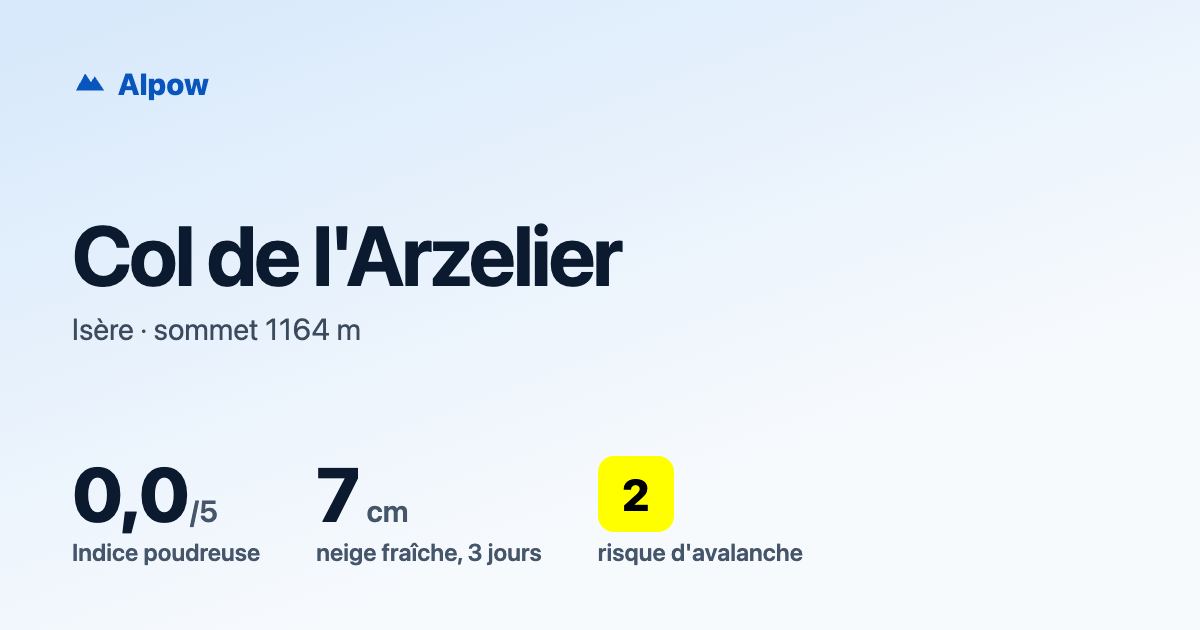 Alpow
Col de l'Arzelier
Isère · sommet 1164 m
0,0/5
Indice poudreuse
7 cm
neige fraîche, 3 jours
2
risque d'avalanche